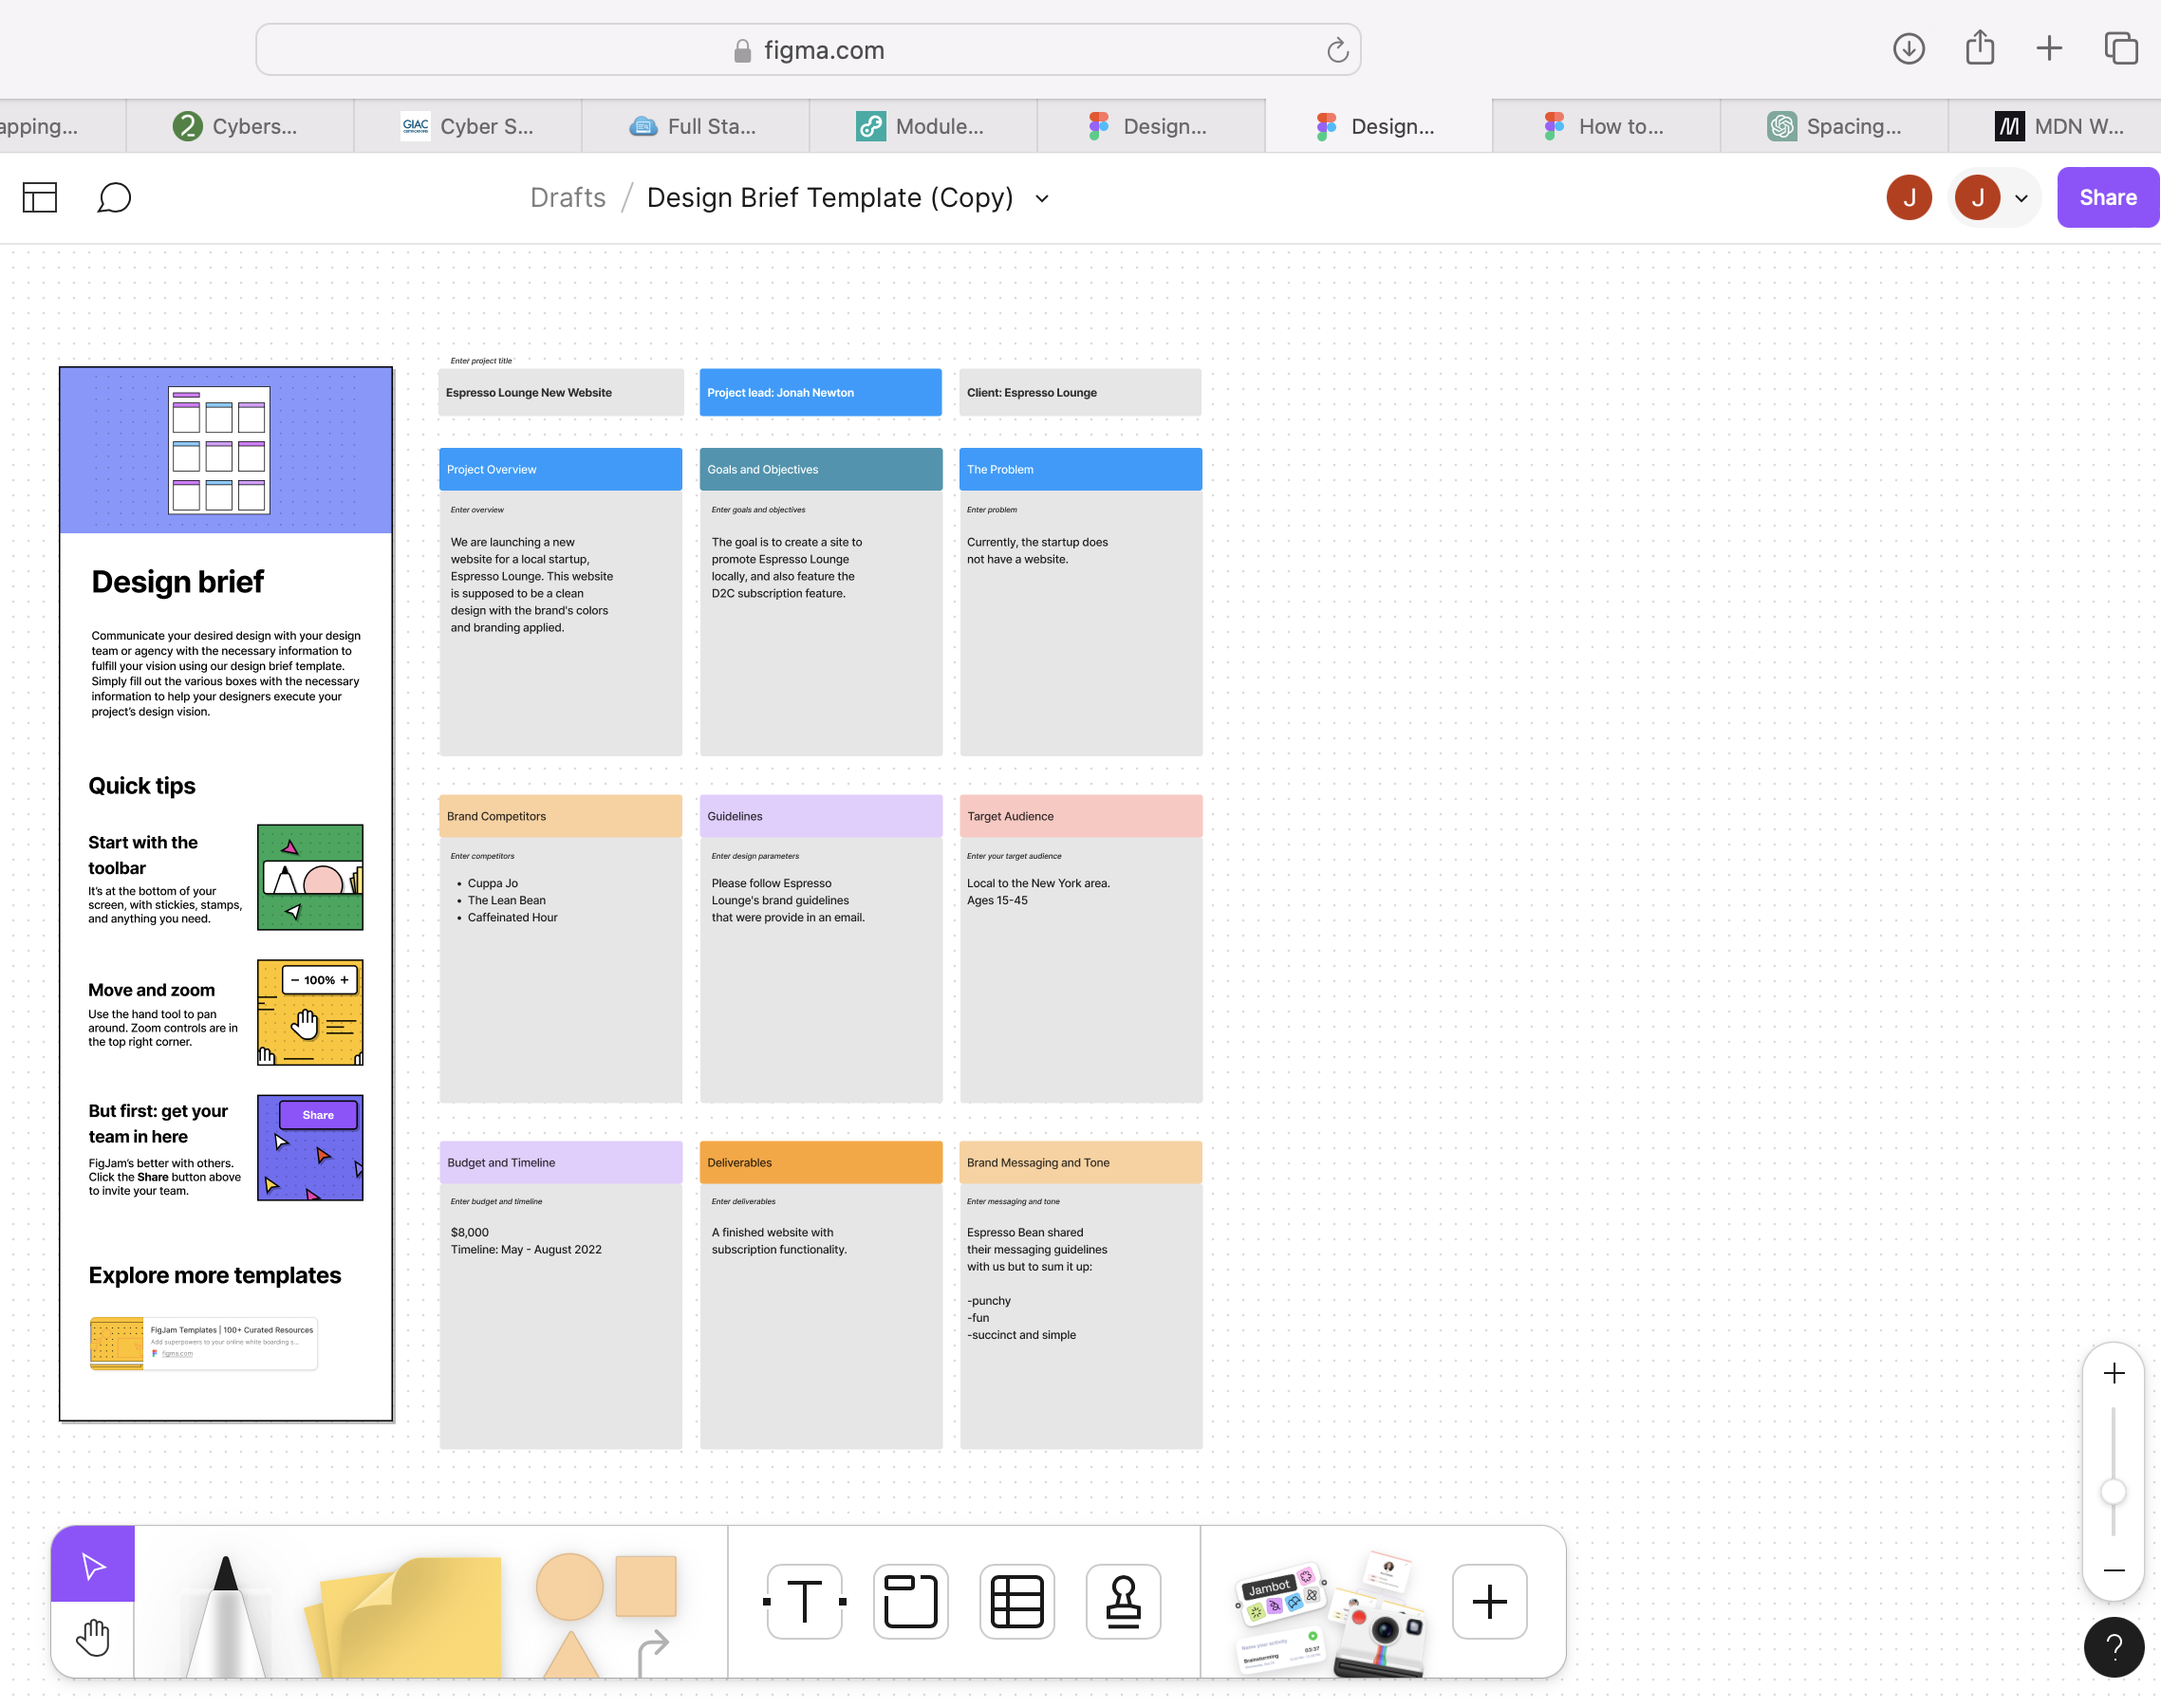 figma.com
apping...
Cybers...
GIAC
CERTIFICATIONS
Cyber S...
Full Sta...
Module...
Design...
Design...
How to...
Spacing...
MDN W...
Drafts / Design Brief Template (Copy)
J
J
Share
Design brief
Communicate your desired design with your design
team or agency with the necessary information to
fulfill your vision using our design brief template.
Simply fill out the various boxes with the necessary
information to help your designers execute your
project's design vision.
Quick tips
Start with the
toolbar
It's at the bottom of your
screen, with stickies, stamps,
and anything you need.
Move and zoom
Use the hand tool to pan
around. Zoom controls are in
the top right corner.
– 100% +
But first: get your
team in here
FigJam's better with others.
Click the Share button above
to invite your team.
Share
Explore more templates
FigJam Templates | 100+ Curated Resources
Add superpowers to your online white boarding s...
figma.com
Enter project title
Espresso Lounge New Website
Project lead: Jonah Newton
Client: Espresso Lounge
Project Overview
Enter overview
We are launching a new
website for a local startup,
Espresso Lounge. This website
is supposed to be a clean
design with the brand's colors
and branding applied.
Goals and Objectives
Enter goals and objectives
The goal is to create a site to
promote Espresso Lounge
locally, and also feature the
D2C subscription feature.
The Problem
Enter problem
Currently, the startup does
not have a website.
Brand Competitors
Enter competitors
• Cuppa Jo
• The Lean Bean
• Caffeinated Hour
Guidelines
Enter design parameters
Please follow Espresso
Lounge's brand guidelines
that were provide in an email.
Target Audience
Enter your target audience
Local to the New York area.
Ages 15-45
Budget and Timeline
Enter budget and timeline
$8,000
Timeline: May - August 2022
Deliverables
Enter deliverables
A finished website with
subscription functionality.
Brand Messaging and Tone
Enter messaging and tone
Espresso Bean shared
their messaging guidelines
with us but to sum it up:
-punchy
-fun
-succinct and simple
T
Jambot
Name your activity
Brainstorming
03:37
?